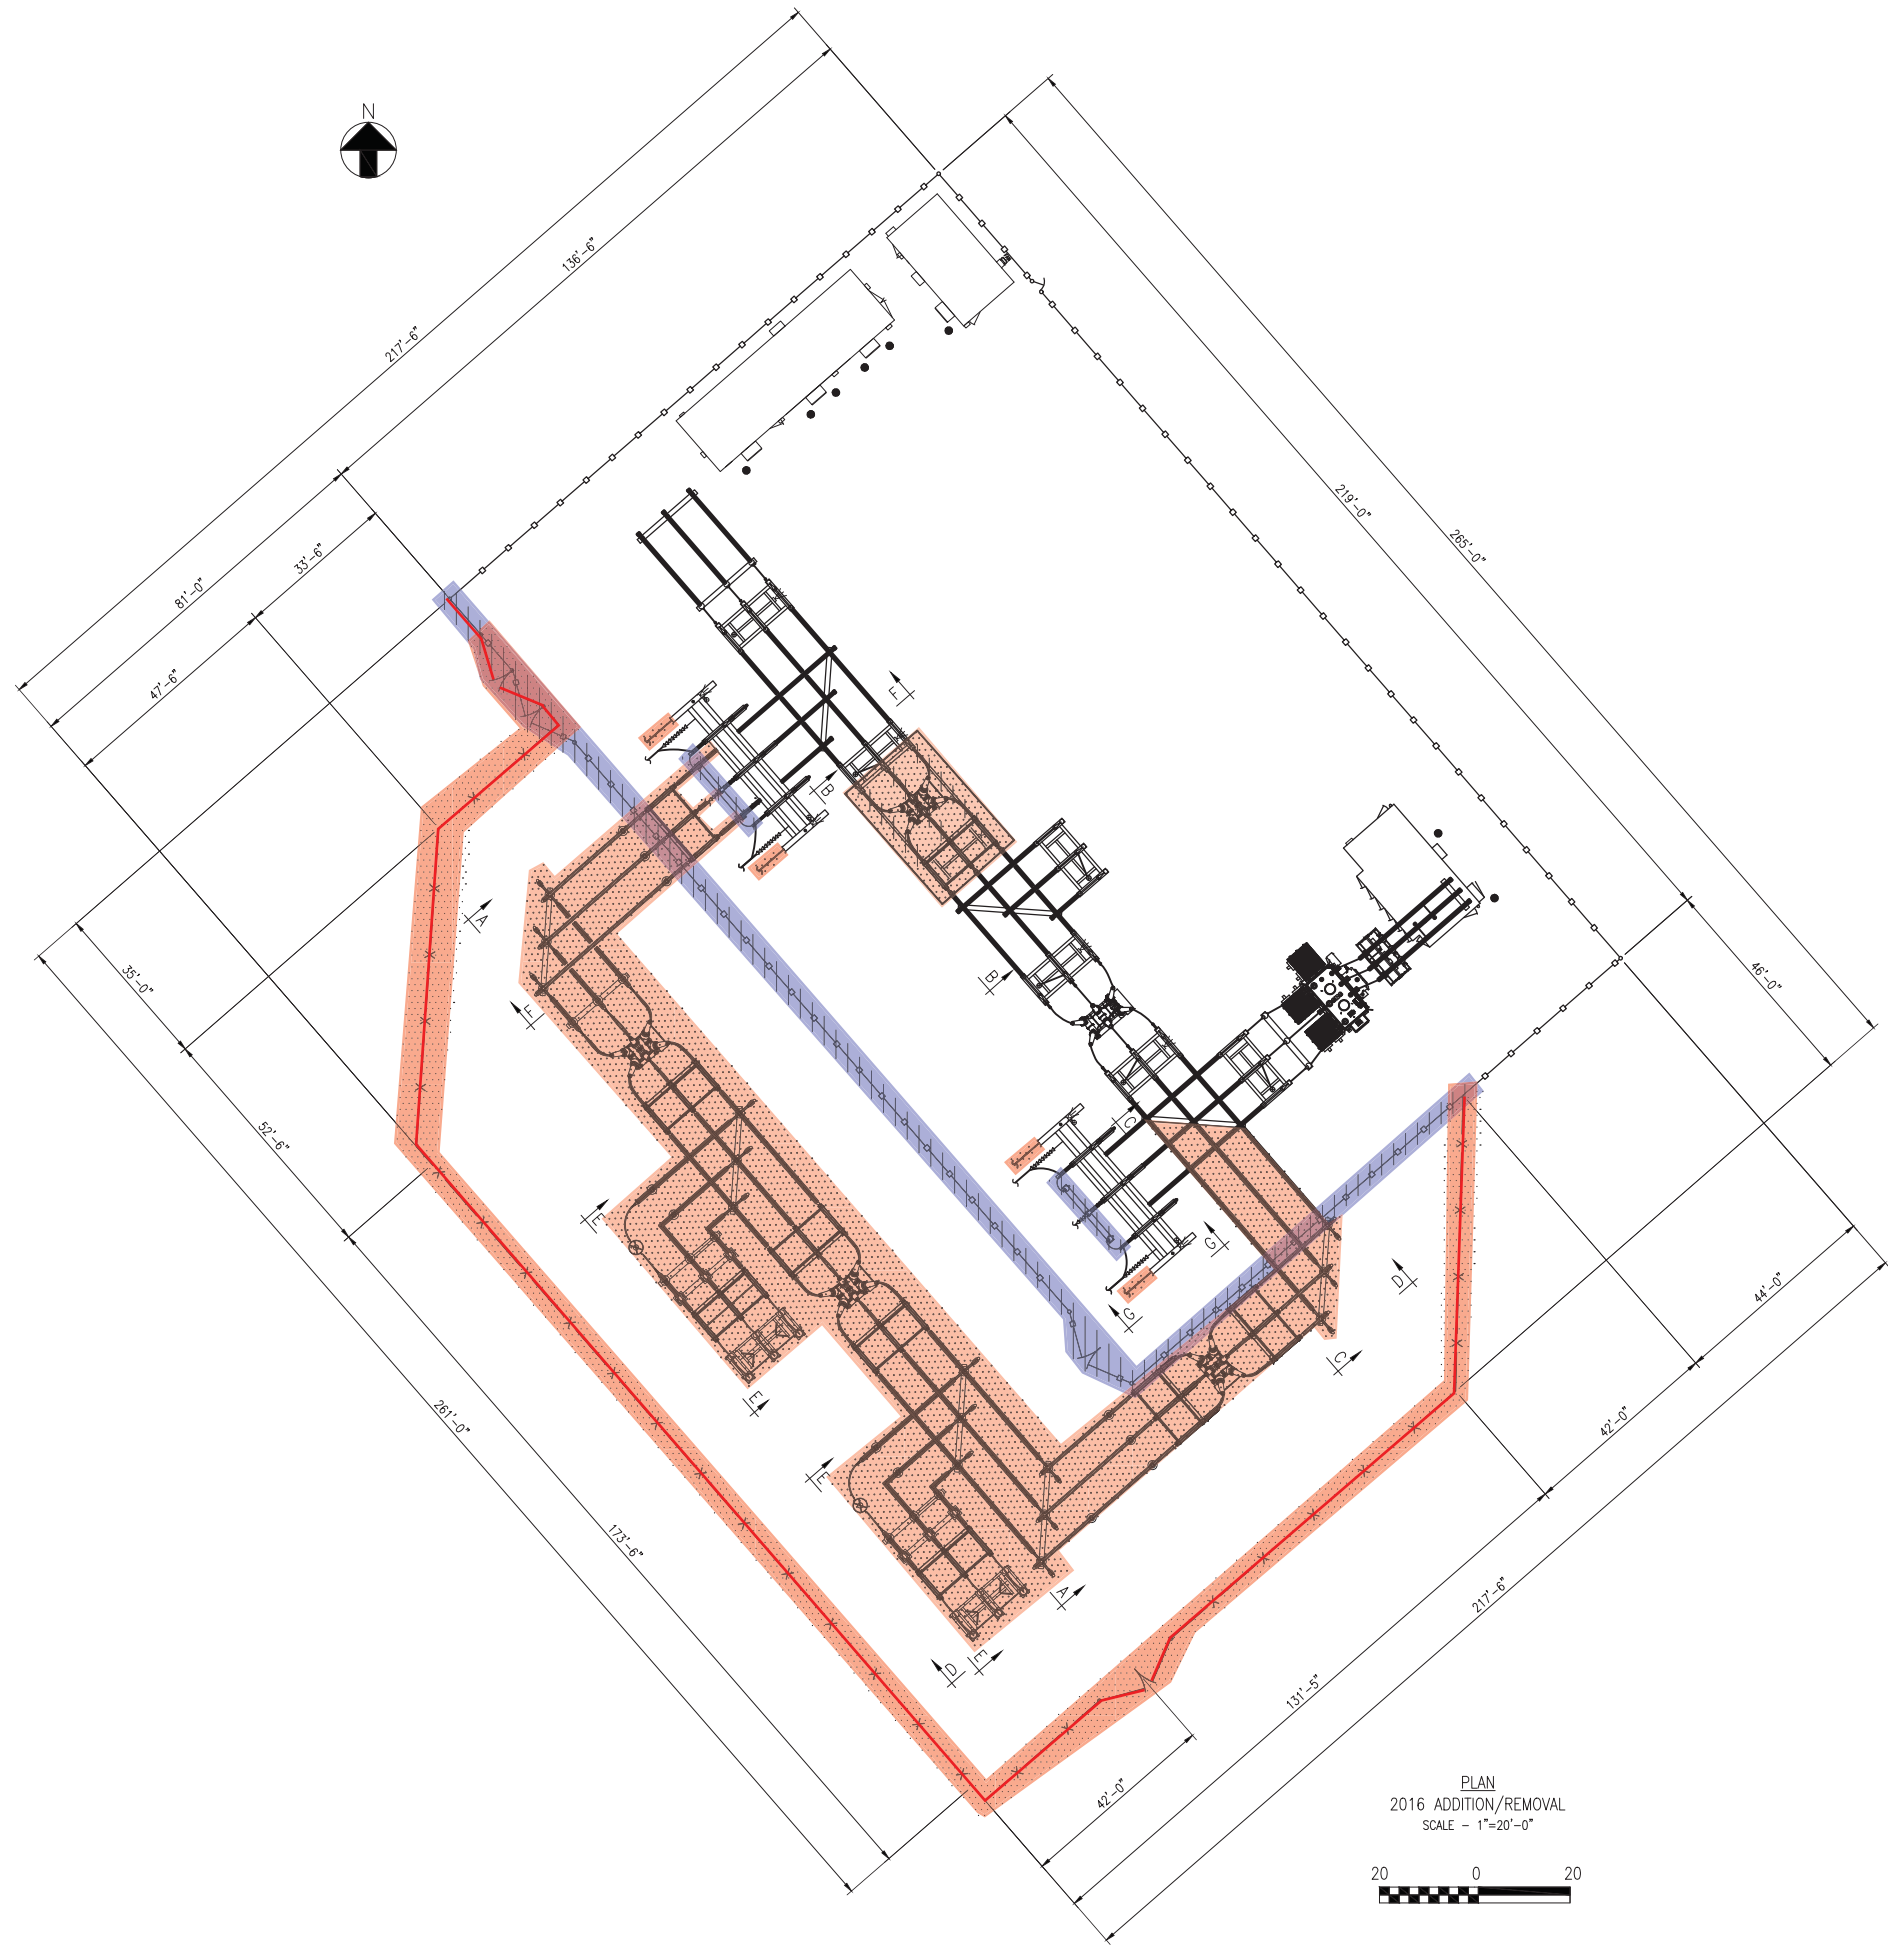 N
136'-6"
217'-6"
33'-6"
81'-0"
47'-6"
219'-0"
265'-0"
F
B
A
B
35'-0"
46'-0"
F
52'-6"
C
E
G
D
G
44'-0"
C
E
261'-0"
42'-0"
E
173'-6"
A
217'-6"
D
E
131'-5"
42'-0"
PLAN
2016 ADDITION/REMOVAL
SCALE - 1"=20'-0"
20 0 20